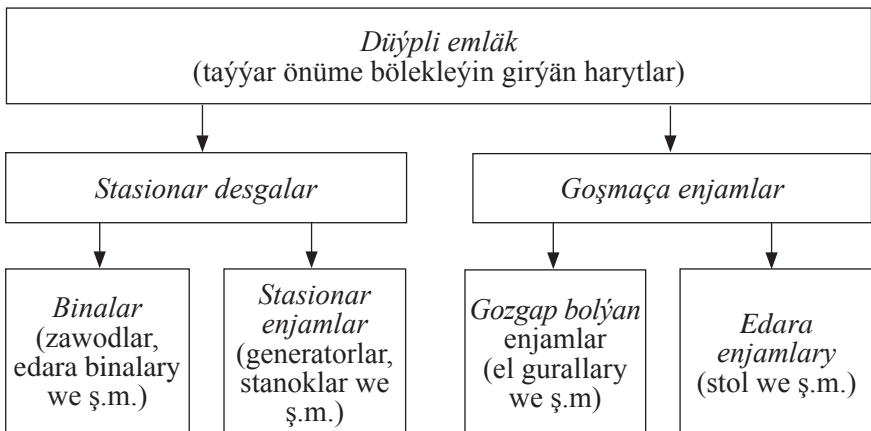 Düýpli emläk
(taýýar önüme bölekleýin girýän harytlar)
Stasionar desgalar
Goşmaça enjamlar
Binalar
(zawodlar,
edara binalary
we ş.m.)
Stasionar
enjamlar
(generatorlar,
stanoklar we
ş.m.)
Gozgap bolýan
enjamlar
(el gurallary
we ş.m)
Edara
enjamlary
(stol we ş.m.)